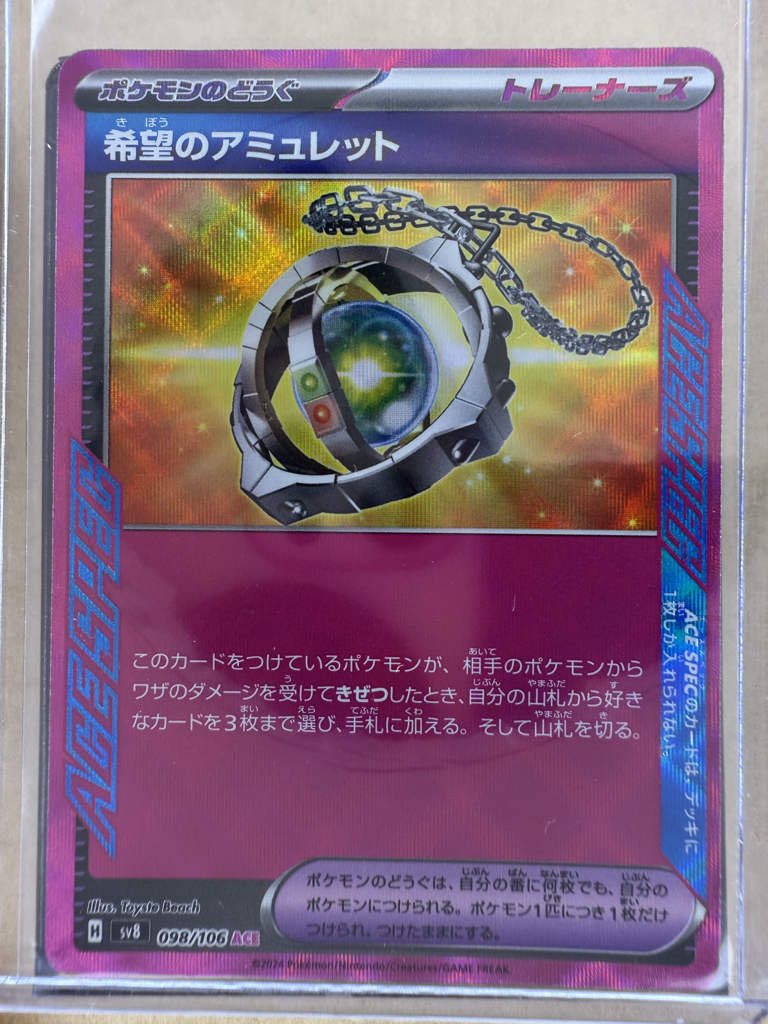 ポケモンのどうぐ
トレーナーズ
希望のアミュレット
ACE SPEC
ACE SPEC
このカードをつけているポケモンが、相手のポケモンから
ワザのダメージを受けてきぜつしたとき、自分の山札から好き
なカードを3枚まで選び、手札に加える。そして山札を切る。
ACE SPECのカードは、デッキに
1枚しか入れられない。
ポケモンのどうぐは、自分の番に何枚でも、自分の
ポケモンにつけられる。ポケモン1匹につき1枚だけ
つけられ、つけたままにする。
Illus. Toyste Beach
H sv8 098/106 ACE
©2024 Pokémon/Nintendo/Creatures/GAME FREAK.